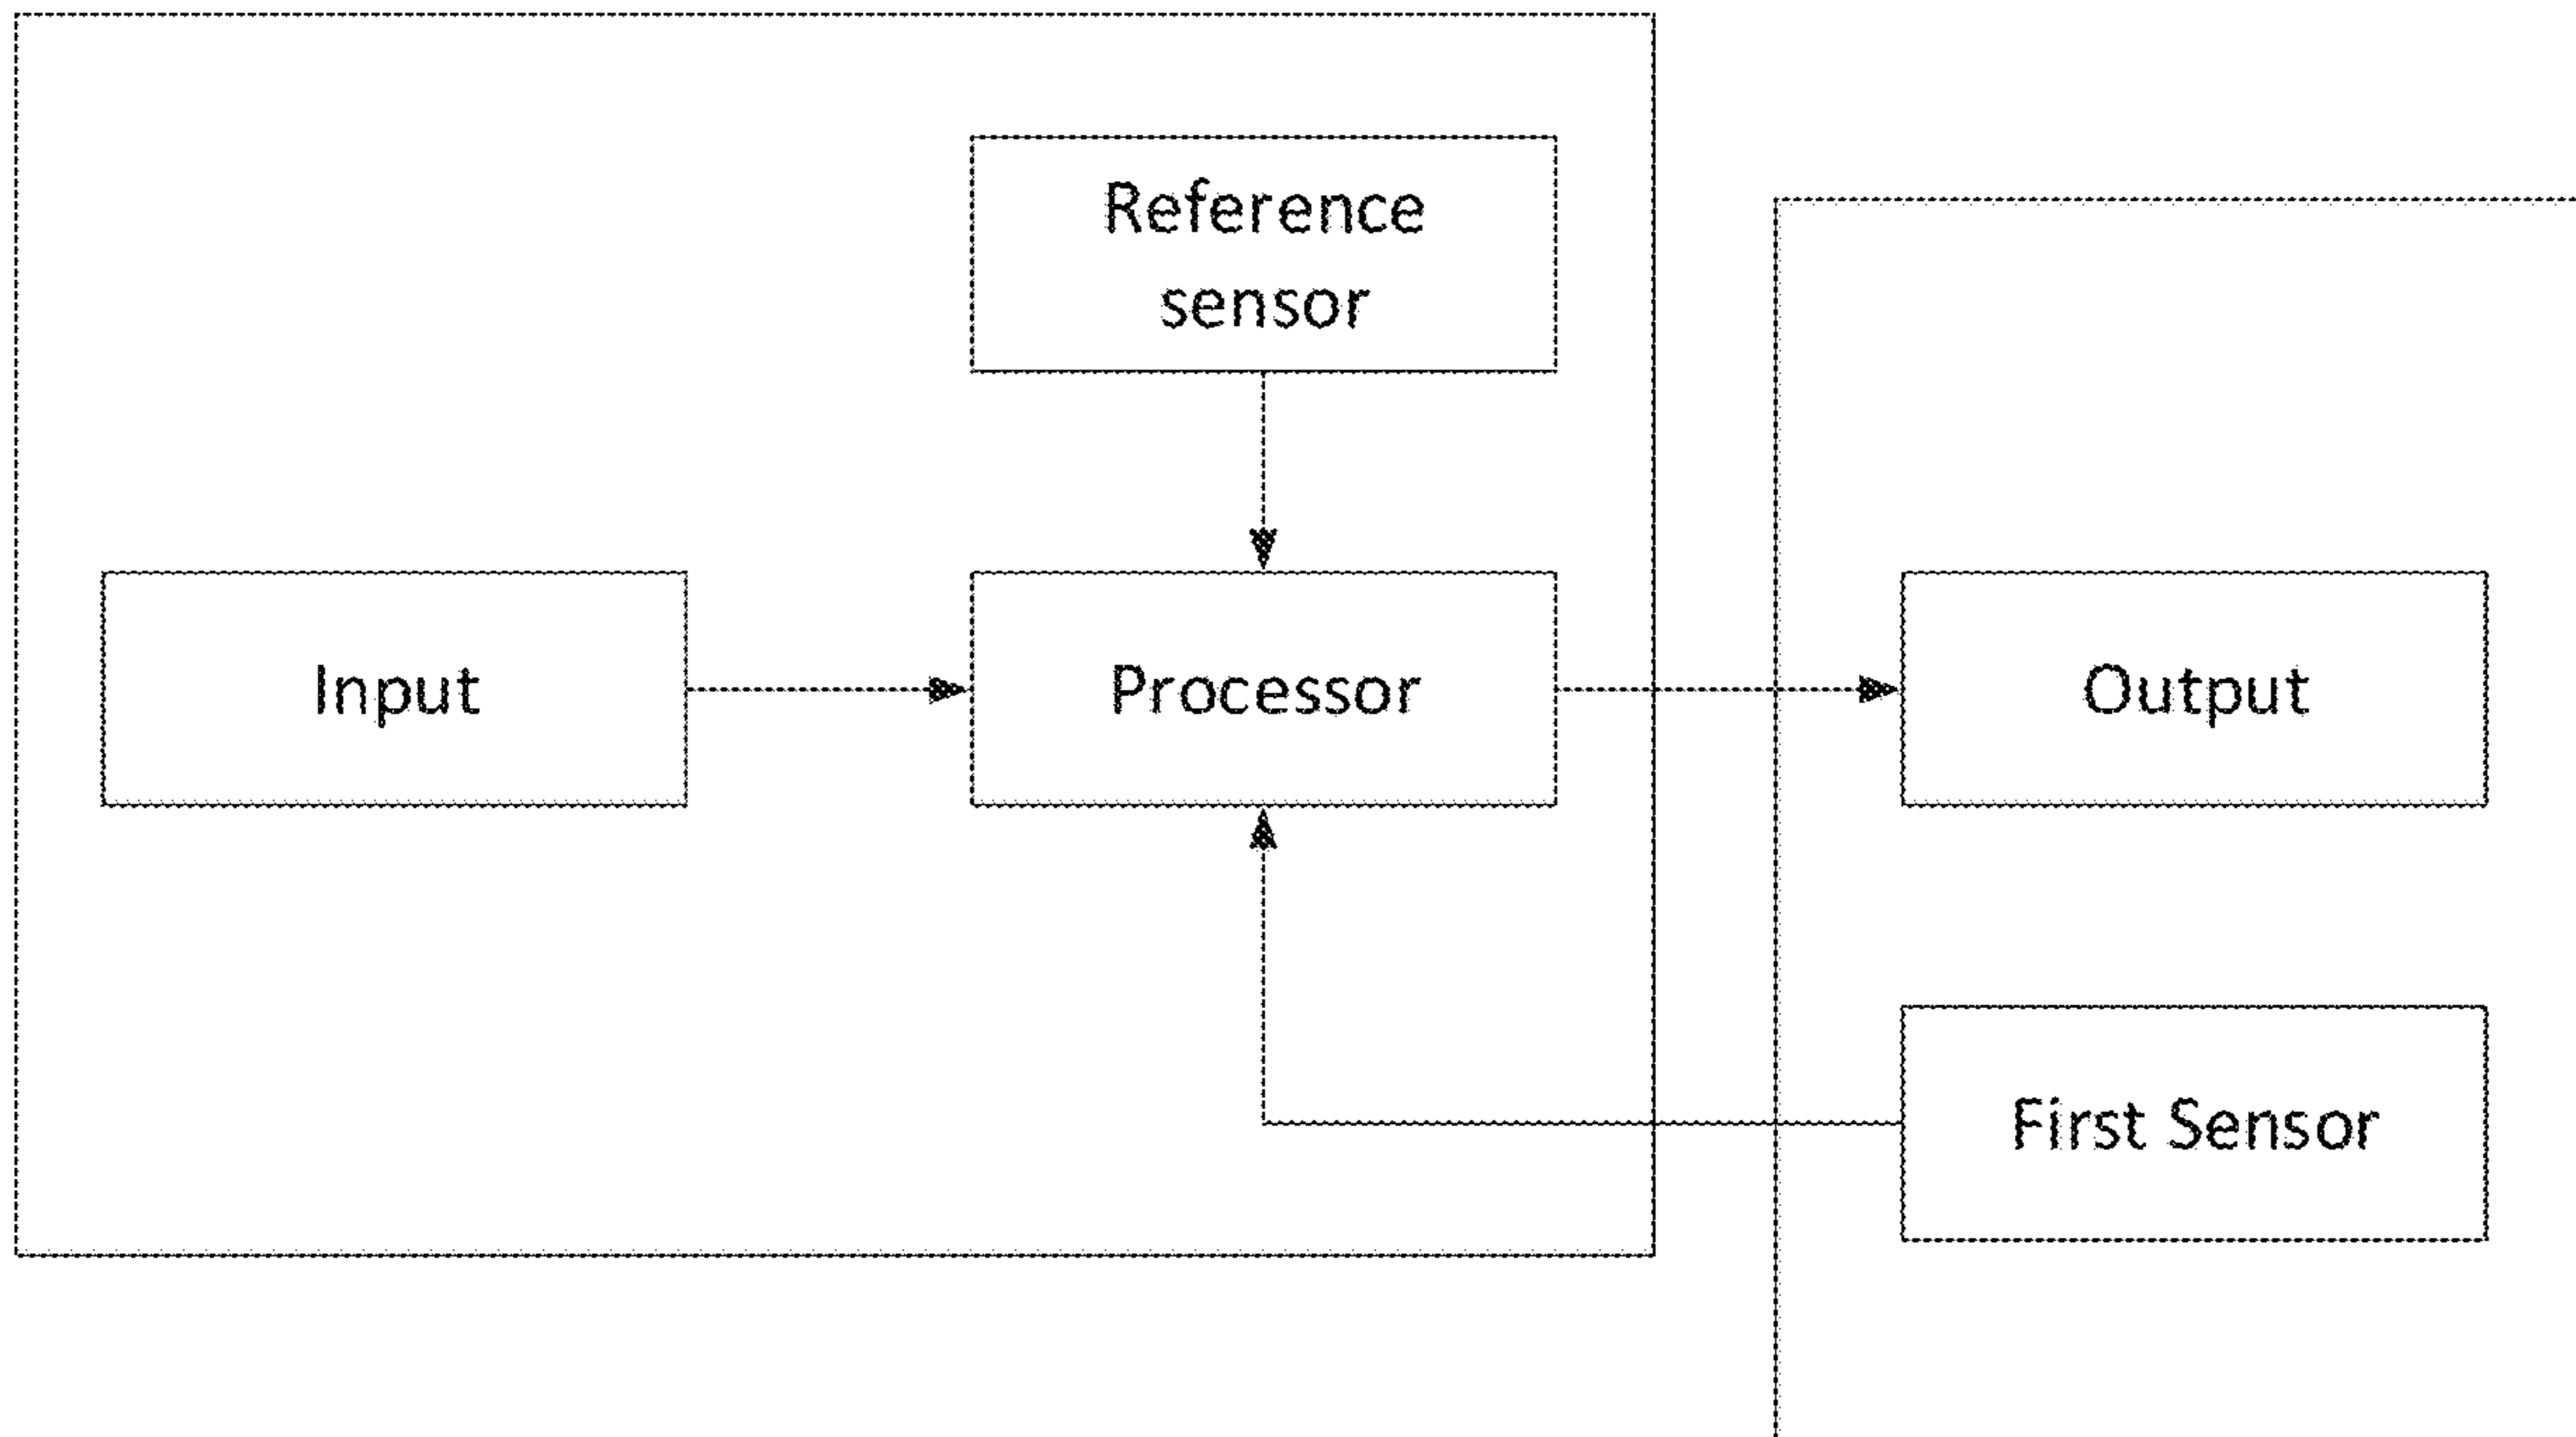 Reference
sensor
Input
Processor
Output
First Sensor